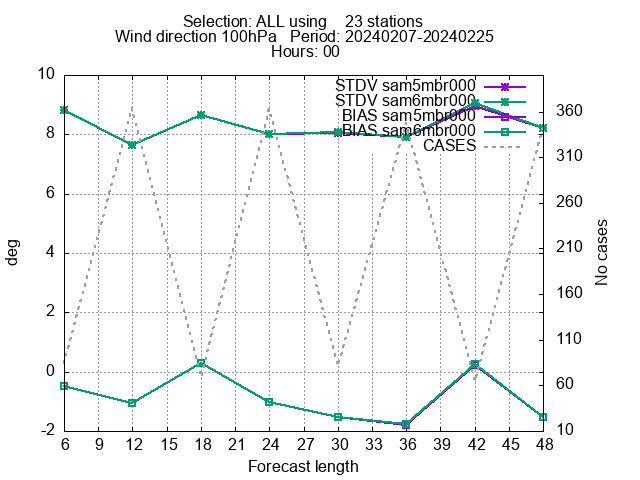 Selection: ALL using    23 stations
Wind direction 100hPa   Period: 20240207-20240225
Hours: 00
STDV sam5mbr000
STDV sam6mbr000
BIAS sam5mbr000
BIAS sam6mbr000
CASES
10
8
6
4
2
0
-2
360
310
260
210
160
110
60
10
deg
No cases
6 9 12 15 18 21 24 27 30 33 36 39 42 45 48
Forecast length